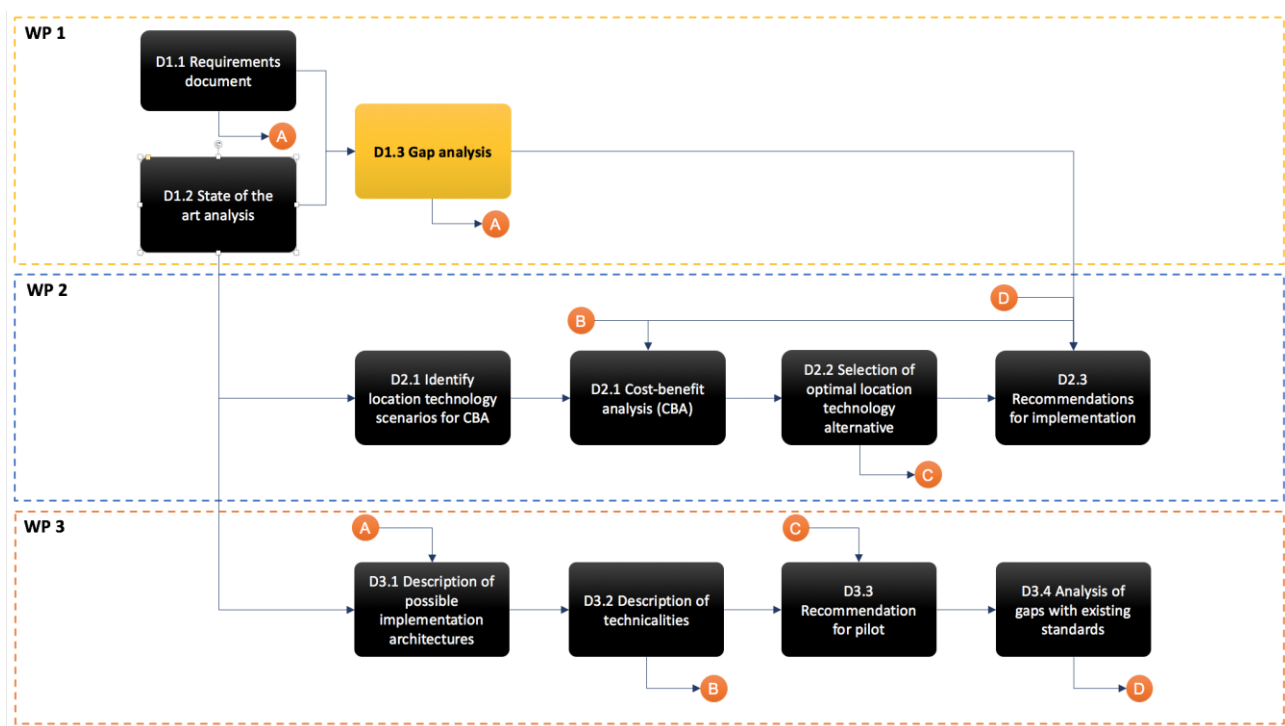 WP 1
D1.1 Requirements
document
A
D1.2 State of the
art analysis
D1.3 Gap analysis
A
WP 2
B
D
D2.1 Identify
location technology
scenarios for CBA
D2.1 Cost-benefit
analysis (CBA)
D2.2 Selection of
optimal location
technology
alternative
D2.3
Recommendations
for implementation
C
WP 3
A
C
D3.1 Description of
possible
implementation
architectures
D3.2 Description of
technicalities
D3.3
Recommendation
for pilot
D3.4 Analysis of
gaps with existing
standards
B
D